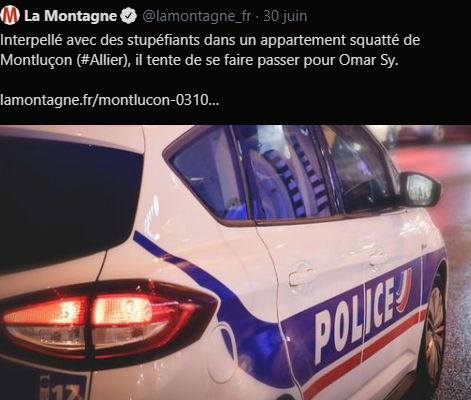 La Montagne @lamontagne_fr · 30 juin
Interpellé avec des stupéfiants dans un appartement squatté de
Montluçon (#Allier), il tente de se faire passer pour Omar Sy.
lamontagne.fr/montlucon-0310...
POLICE
17